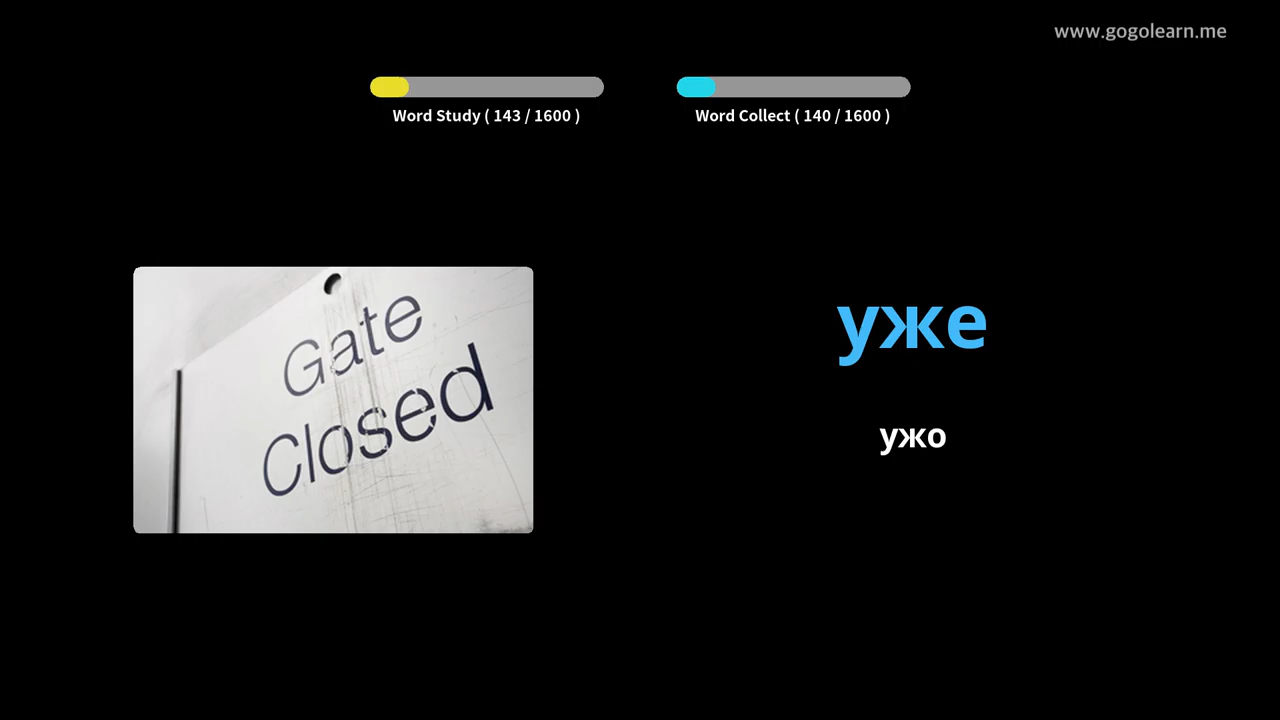 www.gogolearn.me
Word Study ( 143 / 1600 )
Word Collect ( 140 / 1600 )
Gate
Closed
уже
ужо